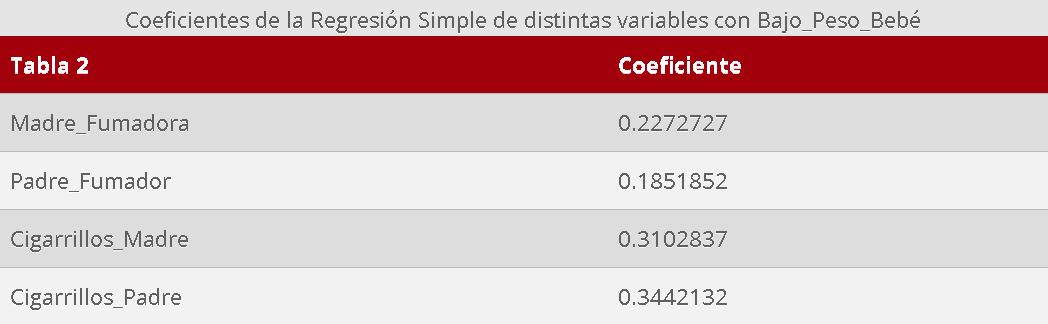 Coeficientes de la Regresión Simple de distintas variables con Bajo_Peso_Bebé
Tabla 2 Coeficiente
Madre_Fumadora 0.2272727
Padre_Fumador 0.1851852
Cigarrillos_Madre 0.3102837
Cigarrillos_Padre 0.3442132